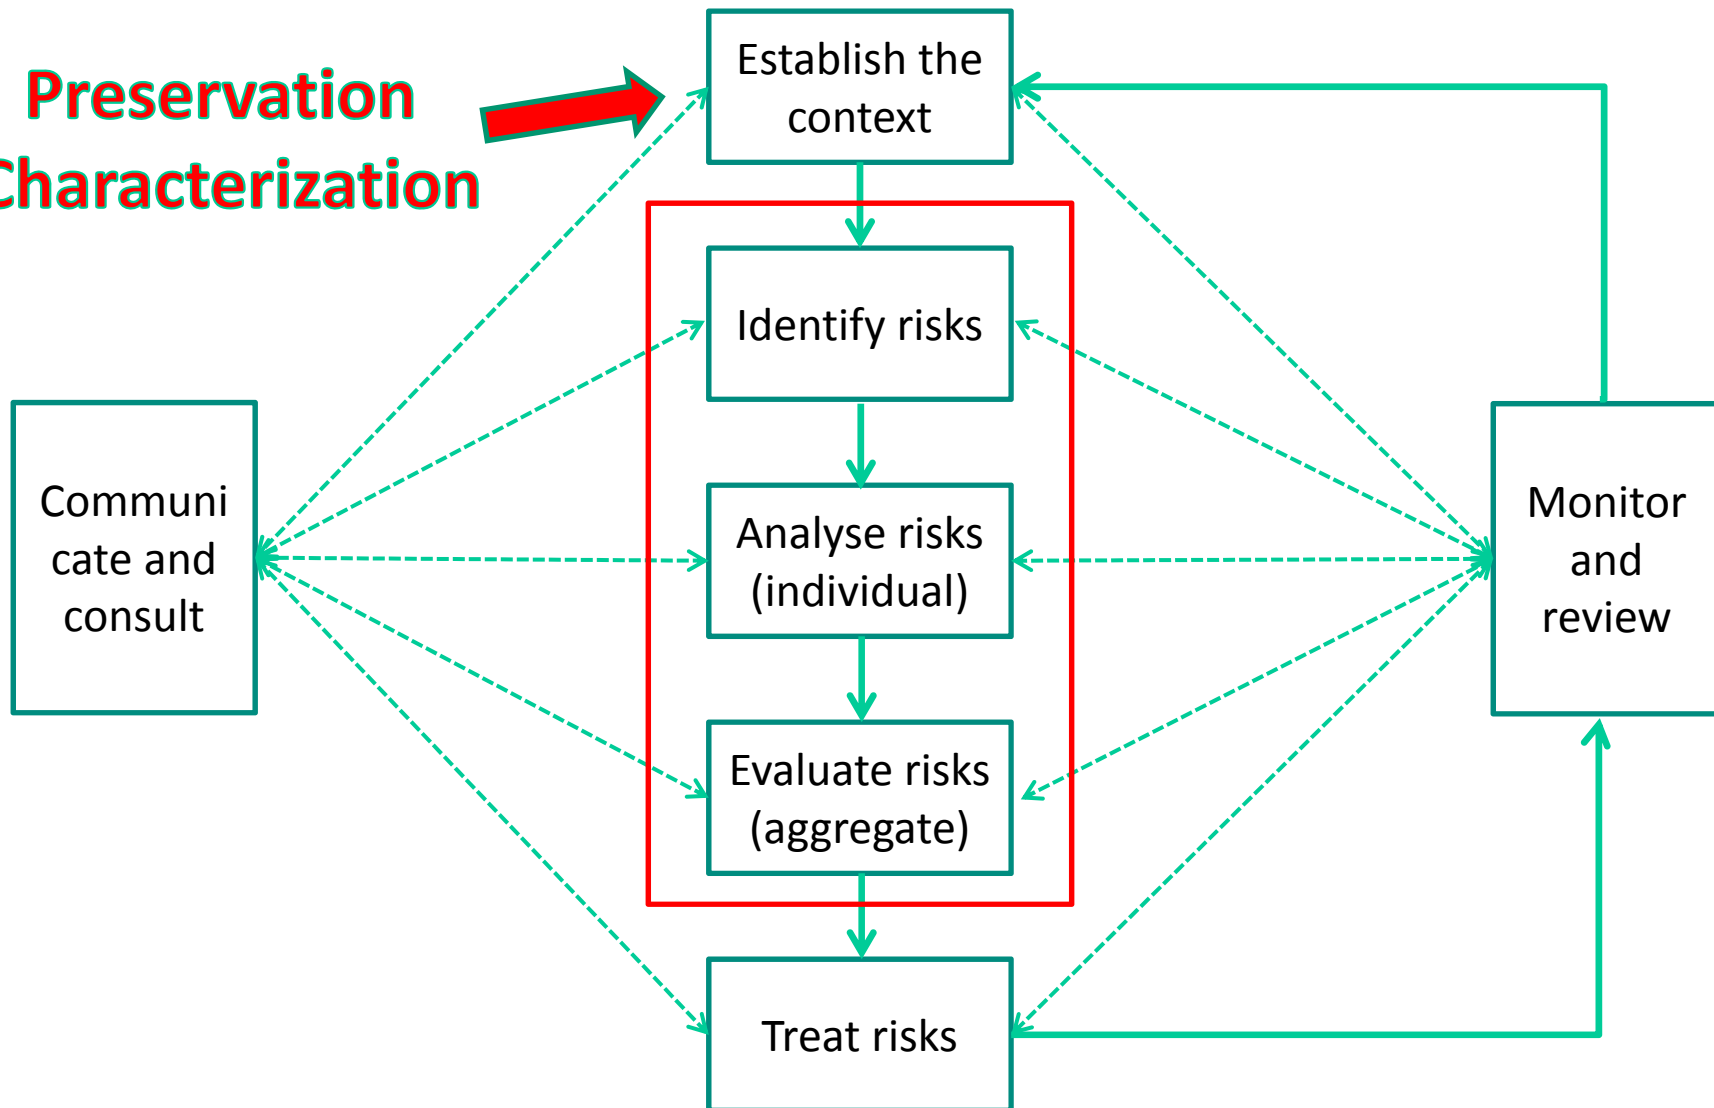 Preservation
Characterization
Establish the
context
Identify risks
Communi
cate and
consult
Analyse risks
(individual)
Monitor
and
review
Evaluate risks
(aggregate)
Treat risks